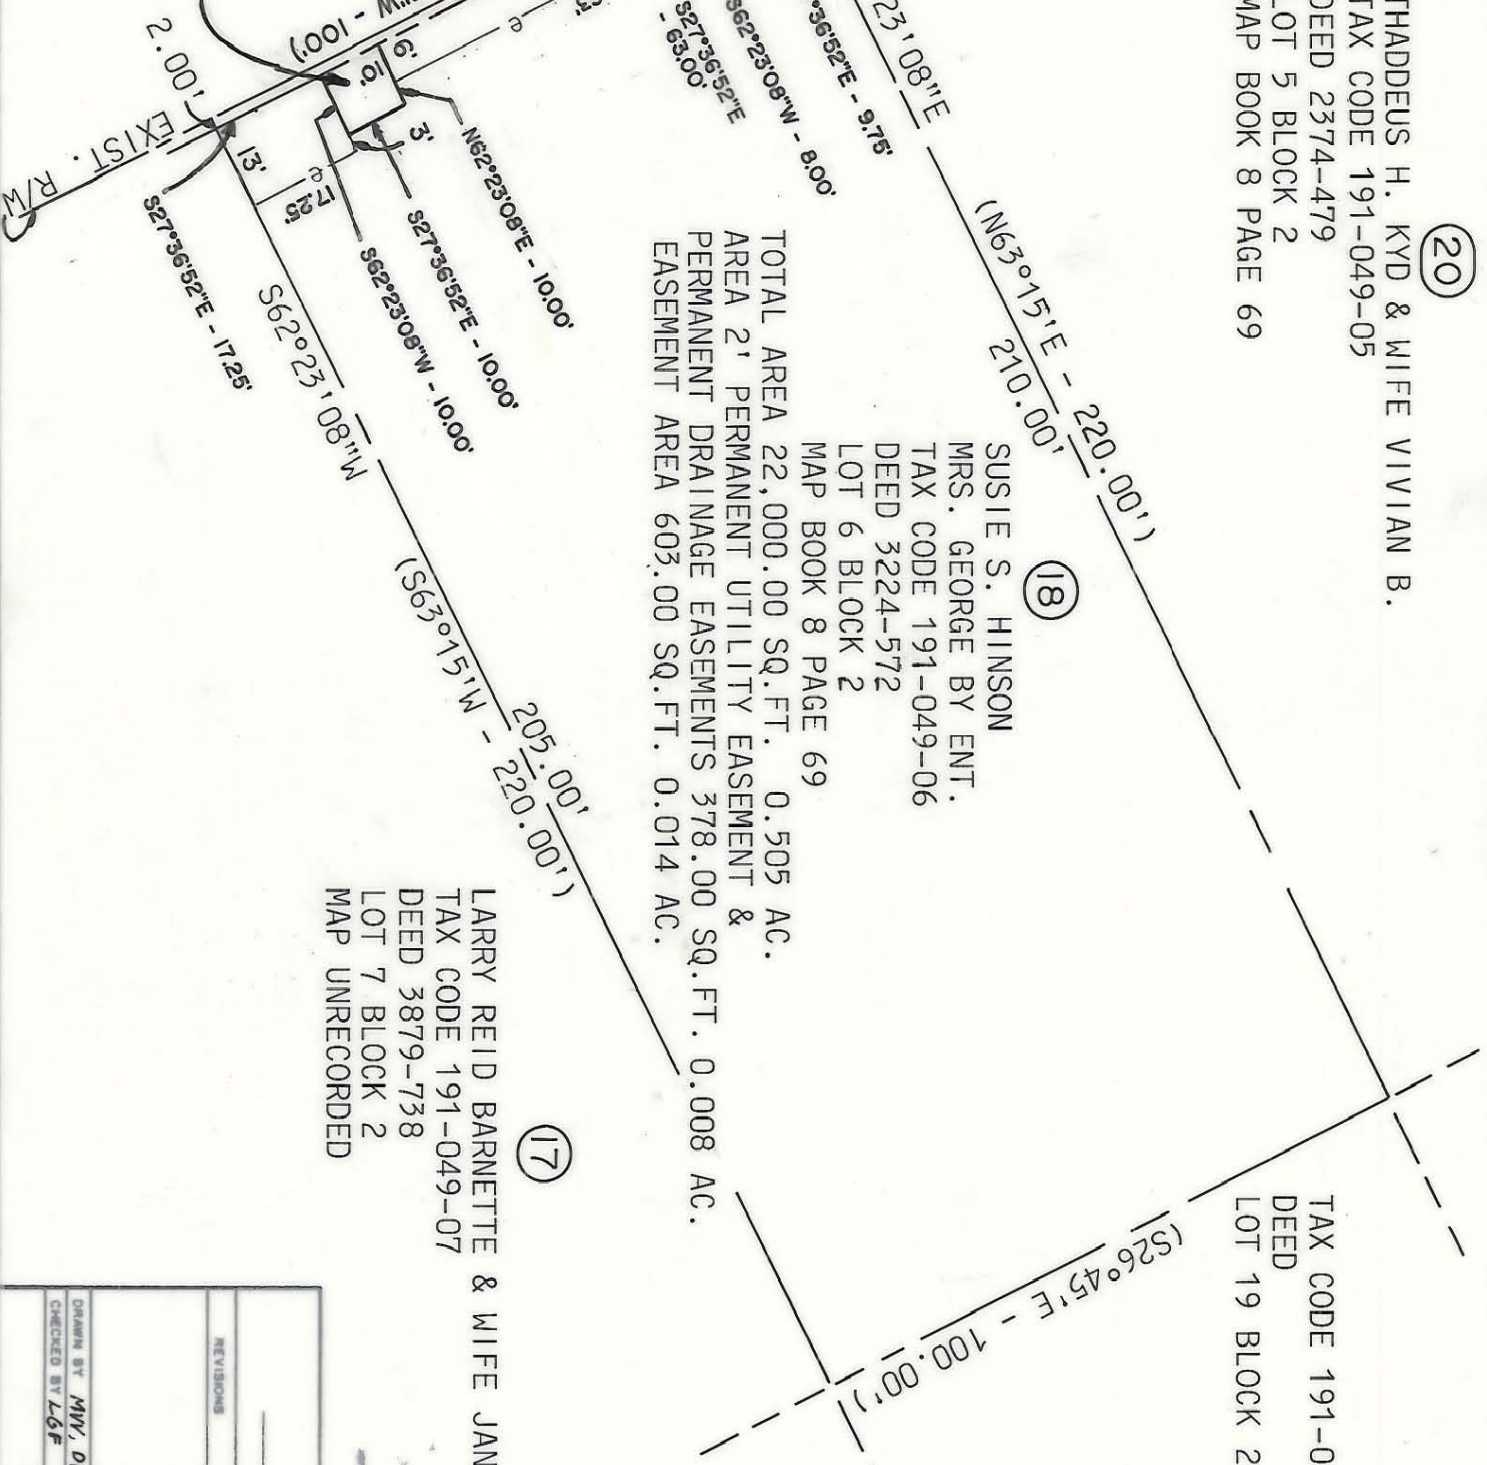 20
THADDEUS H. KYD & WIFE VIVIAN B.
TAX CODE 191-049-05
DEED 2374-479
LOT 5 BLOCK 2
MAP BOOK 8 PAGE 69
23'08"E
(N63°15'E - 220.00')
210.00'
°36'52"E - 9.75'
S62°23'08"W - 8.00'
S27°36'52"E
- 63.00'
18
SUSIE S. HINSON
MRS. GEORGE BY ENT.
TAX CODE 191-049-06
DEED 3224-572
LOT 6 BLOCK 2
MAP BOOK 8 PAGE 69
TOTAL AREA 22,000.00 SQ.FT. 0.505 AC.
AREA 2' PERMANENT UTILITY EASEMENT &
PERMANENT DRAINAGE EASEMENTS 378.00 SQ.FT. 0.008 AC.
EASEMENT AREA 603.00 SQ.FT. 0.014 AC.
N62°23'08"E - 10.00'
S27°36'52"E - 10.00'
S62°23'08"W - 10.00'
S27°36'52"E - 17.25'
- 100')
6'
10'
3'
13'
2.00'
EXIST. R/W
S62°23'08"W
205.00'
(S63°15'W - 220.00')
TAX CODE 191-0
DEED
LOT 19 BLOCK 2
(S26°45'E - 100.00')
17
LARRY REID BARNETTE & WIFE JAN
TAX CODE 191-049-07
DEED 3879-738
LOT 7 BLOCK 2
MAP UNRECORDED
REVISIONS
DRAWN BY MVV, D
CHECKED BY LGF